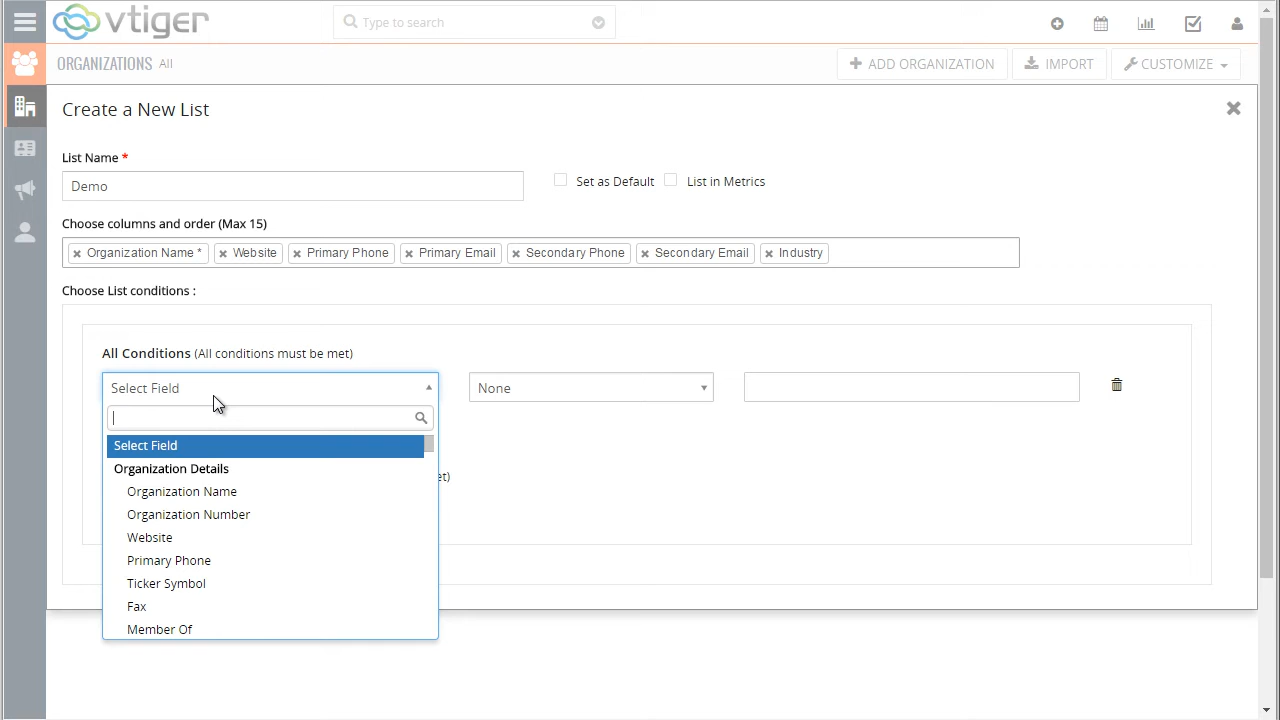 vtiger
Type to search
ORGANIZATIONS All
ADD ORGANIZATION
IMPORT
CUSTOMIZE
Create a New List
List Name *
Demo
Set as Default
List in Metrics
Choose columns and order (Max 15)
Organization Name *
Website
Primary Phone
Primary Email
Secondary Phone
Secondary Email
Industry
Choose List conditions :
All Conditions (All conditions must be met)
Select Field
None
Select Field
Organization Details
Organization Name
Organization Number
Website
Primary Phone
Ticker Symbol
Fax
Member Of